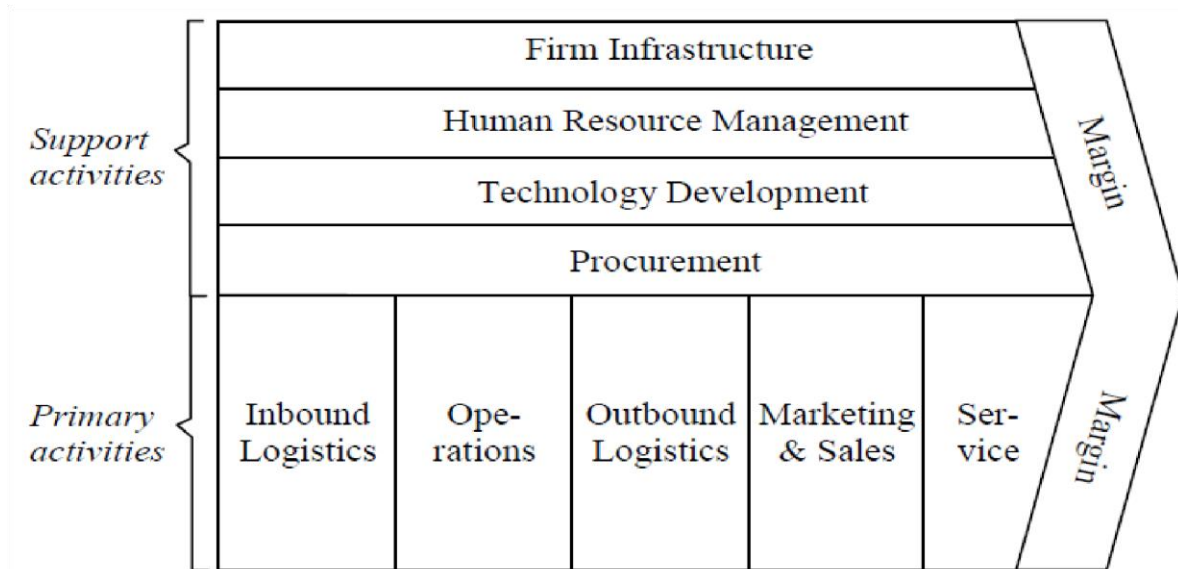 Firm Infrastructure
Human Resource Management
Technology Development
Procurement
Support
activities
Margin
Primary
activities
Inbound
Logistics
Ope-
rations
Outbound
Logistics
Marketing
& Sales
Ser-
vice
Margin